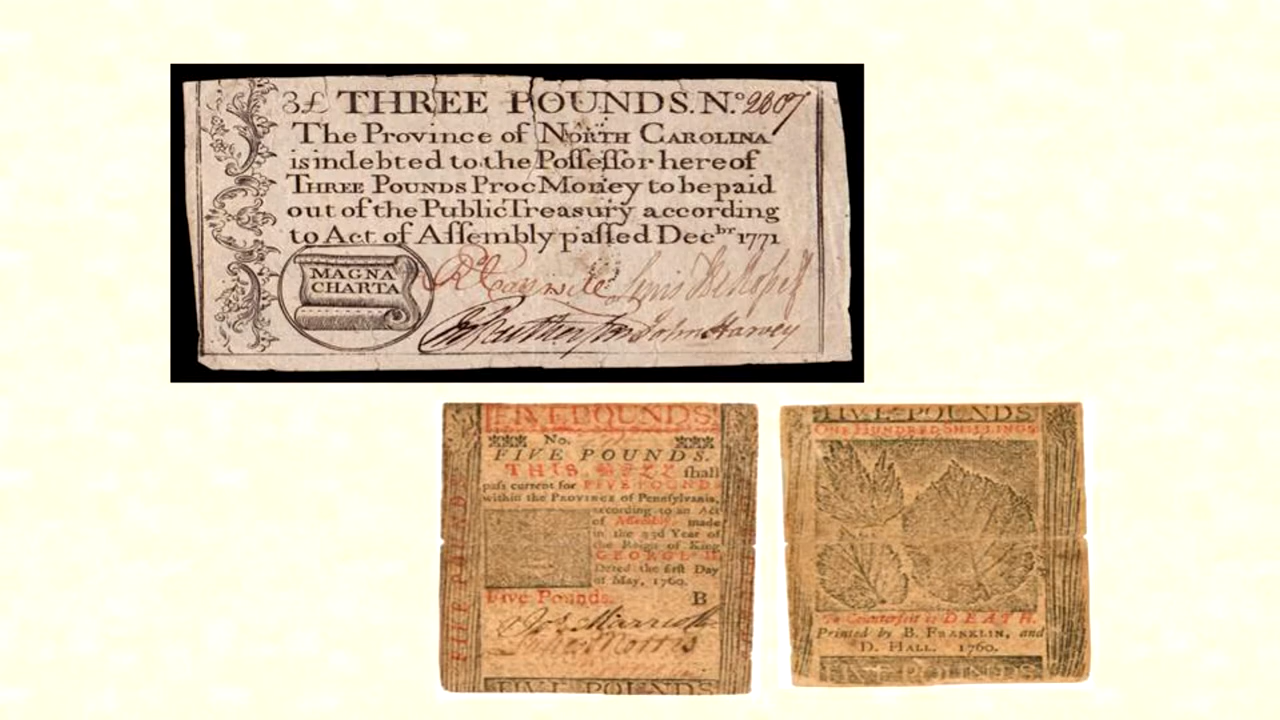 3£ THREE POUNDS. N.º 2607
The Province of NORTH CAROLINA
is indebted to the Poſſeſſor hereof
THREE POUNDS Proc Money to be paid
out of the Public Treasury according
to Act of Aſſembly paſſed Decbr 1771
MAGNA
CHARTA
John Harvey
FIVE POUNDS
No.
FIVE POUNDS.
THIS BILL ſhall
paſs current for FIVE POUNDS
within the PROVINCE of Pennſylvania,
according to an Act
of Aſſembly, made
in the 33d Year of
the Reign of King
GEORGE II.
Dated the firſt Day
of May, 1760.
Five Pounds. B
FIVE POUNDS
FIVE POUNDS
FIVE POUNDS
ONE HUNDRED SHILLINGS
To Counterfeit is DEATH.
Printed by B. FRANKLIN, and
D. HALL. 1760.
FIVE POUNDS